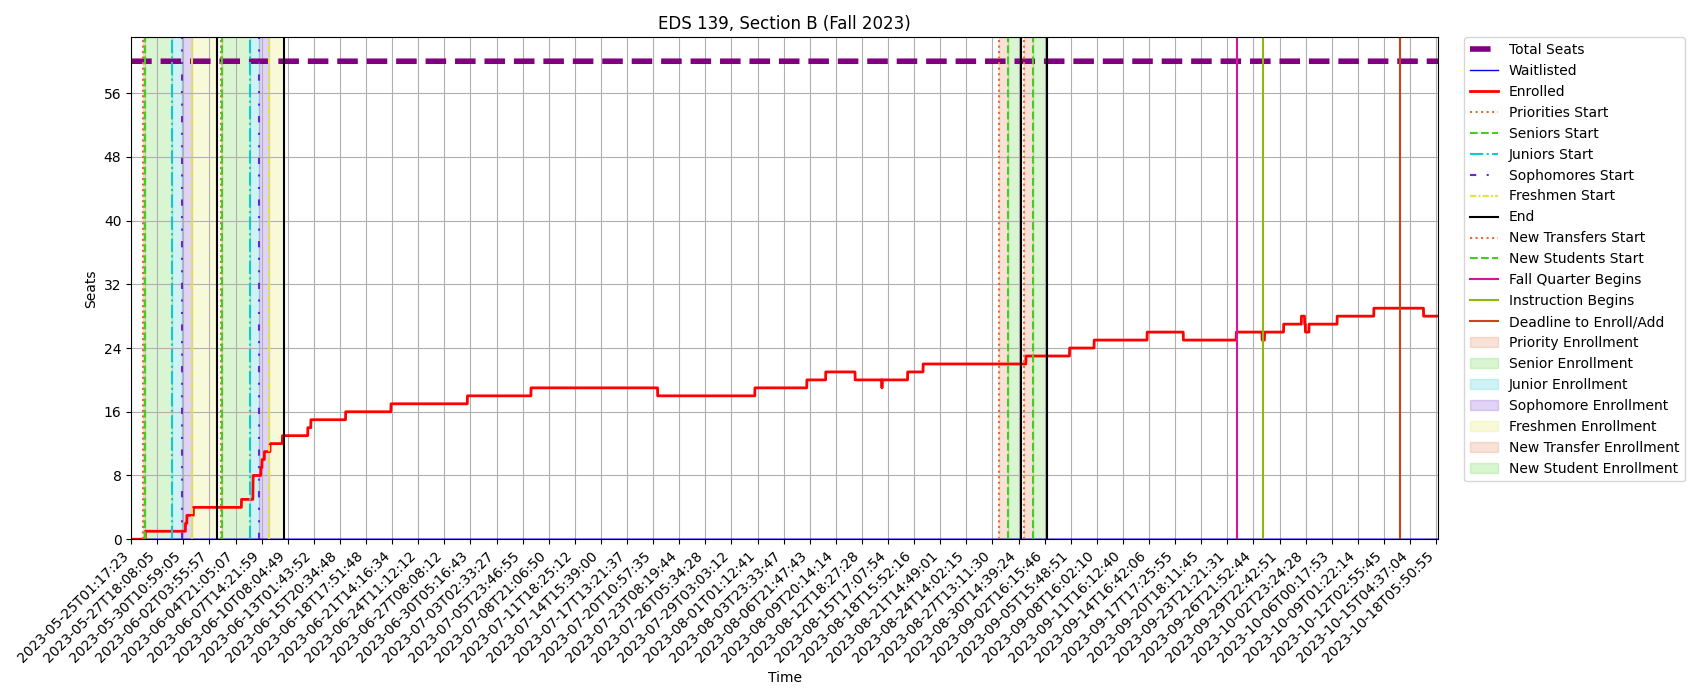 EDS 139, Section B (Fall 2023)
Seats
56
48
40
32
24
16
8
0
2023-05-25T01:17:23
2023-05-27T18:08:05
2023-05-30T10:59:05
2023-06-02T03:55:57
2023-06-04T21:05:07
2023-06-07T14:21:59
2023-06-10T08:04:49
2023-06-13T01:43:52
2023-06-15T20:34:48
2023-06-18T17:51:48
2023-06-21T14:16:34
2023-06-24T11:12:12
2023-06-27T08:08:12
2023-06-30T05:16:43
2023-07-03T02:33:27
2023-07-05T23:46:55
2023-07-08T21:06:50
2023-07-11T18:25:12
2023-07-14T15:39:00
2023-07-17T13:21:37
2023-07-20T10:57:35
2023-07-23T08:19:44
2023-07-26T05:34:28
2023-07-29T03:03:12
2023-08-01T01:12:41
2023-08-03T23:33:47
2023-08-06T21:47:43
2023-08-09T20:14:14
2023-08-12T18:27:28
2023-08-15T17:07:54
2023-08-18T15:52:16
2023-08-21T14:49:01
2023-08-24T14:02:15
2023-08-27T13:11:30
2023-08-30T14:39:24
2023-09-02T16:15:46
2023-09-05T15:48:51
2023-09-08T16:02:10
2023-09-11T16:12:40
2023-09-14T16:42:06
2023-09-17T17:25:55
2023-09-20T18:11:45
2023-09-23T21:21:31
2023-09-26T21:52:44
2023-09-29T22:42:51
2023-10-02T23:24:28
2023-10-06T00:17:53
2023-10-09T01:22:14
2023-10-12T02:55:45
2023-10-15T04:37:04
2023-10-18T05:50:55
Time
Total Seats
Waitlisted
Enrolled
Priorities Start
Seniors Start
Juniors Start
Sophomores Start
Freshmen Start
End
New Transfers Start
New Students Start
Fall Quarter Begins
Instruction Begins
Deadline to Enroll/Add
Priority Enrollment
Senior Enrollment
Junior Enrollment
Sophomore Enrollment
Freshmen Enrollment
New Transfer Enrollment
New Student Enrollment